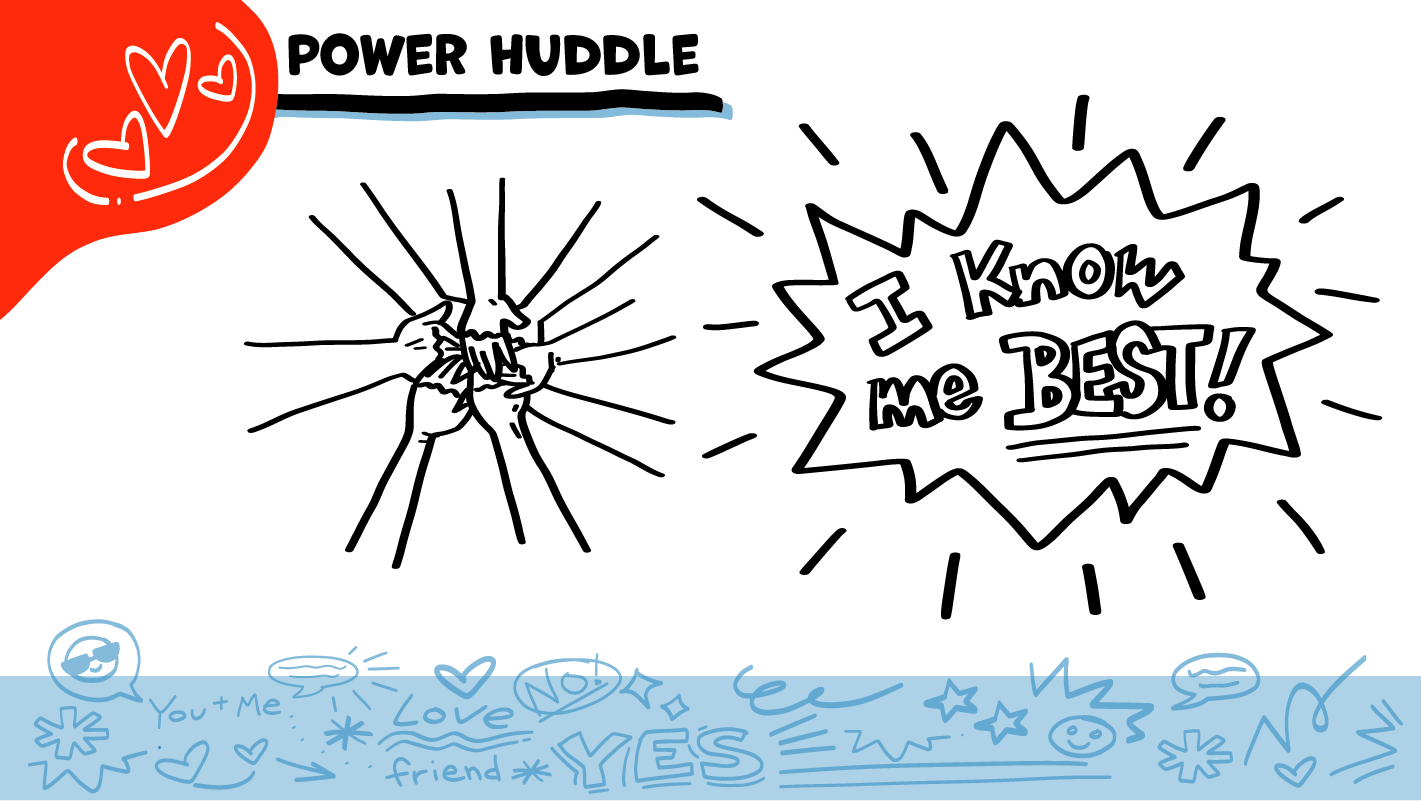 POWER HUDDLE
I Know
me BEST!
You + Me
Love
friend
No!
YES